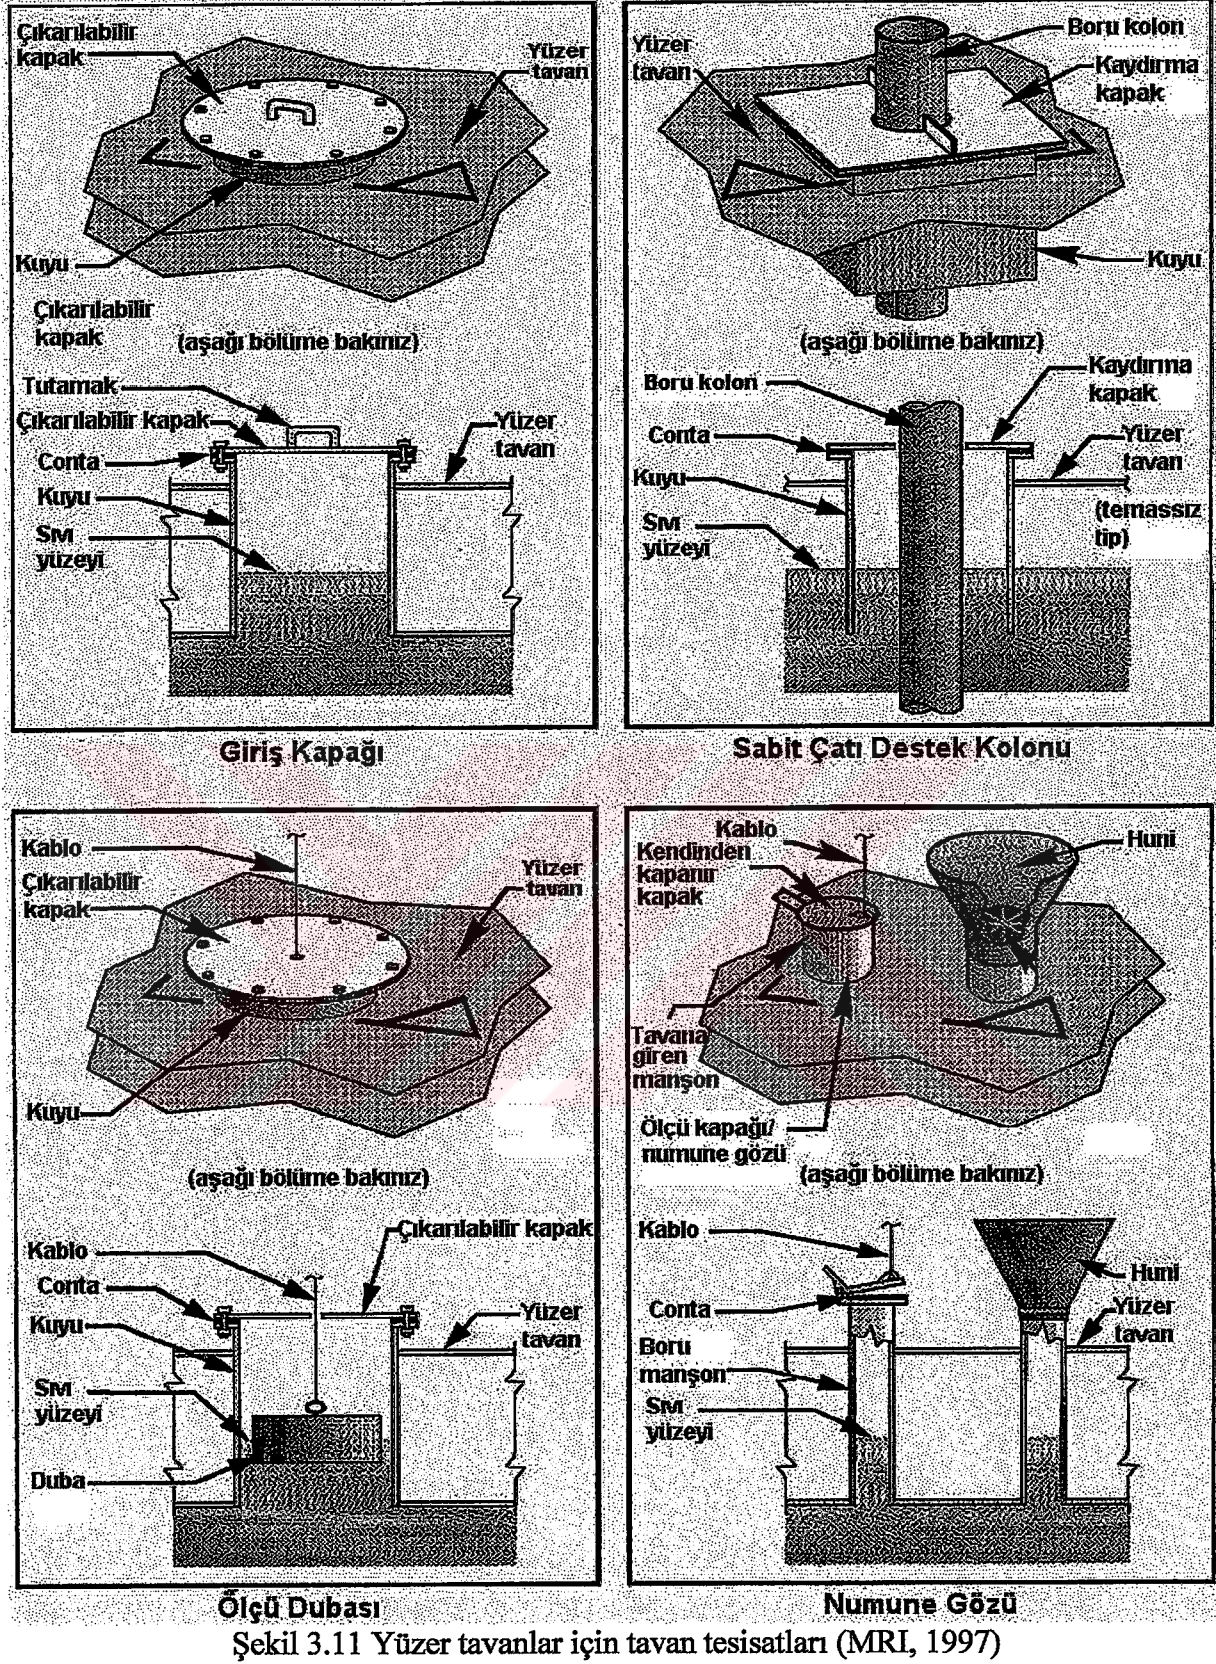 Çıkarılabilir
kapak
Yüzer
tavan
Kuyu
Çıkarılabilir
kapak
(aşağı bölüme bakınız)
Tutamak
Çıkarılabilir kapak
Yüzer
tavan
Conta
Kuyu
Sıvı
yüzeyi
Giriş Kapağı
Yüzer
tavan
Boru kolon
Kaydırma
kapak
Kuyu
(aşağı bölüme bakınız)
Boru kolon
Kaydırma
kapak
Conta
Yüzer
tavan
Kuyu
(temassız
tip)
Sıvı
yüzeyi
Sabit Çatı Destek Kolonu
Kablo
Çıkarılabilir
kapak
Yüzer
tavan
Kuyu
(aşağı bölüme bakınız)
Çıkarılabilir kapak
Kablo
Conta
Kuyu
Yüzer
tavan
Sıvı
yüzeyi
Duba
Ölçü Dubası
Kablo
Kendinden
kapanır
kapak
Huni
Tavana
giren
manşon
Ölçü kapağı/
numune gözü
(aşağı bölüme bakınız)
Kablo
Huni
Conta
Yüzer
tavan
Boru
manşon
Sıvı
yüzeyi
Numune Gözü
Şekil 3.11 Yüzer tavanlar için tavan tesisatları (MRI, 1997)